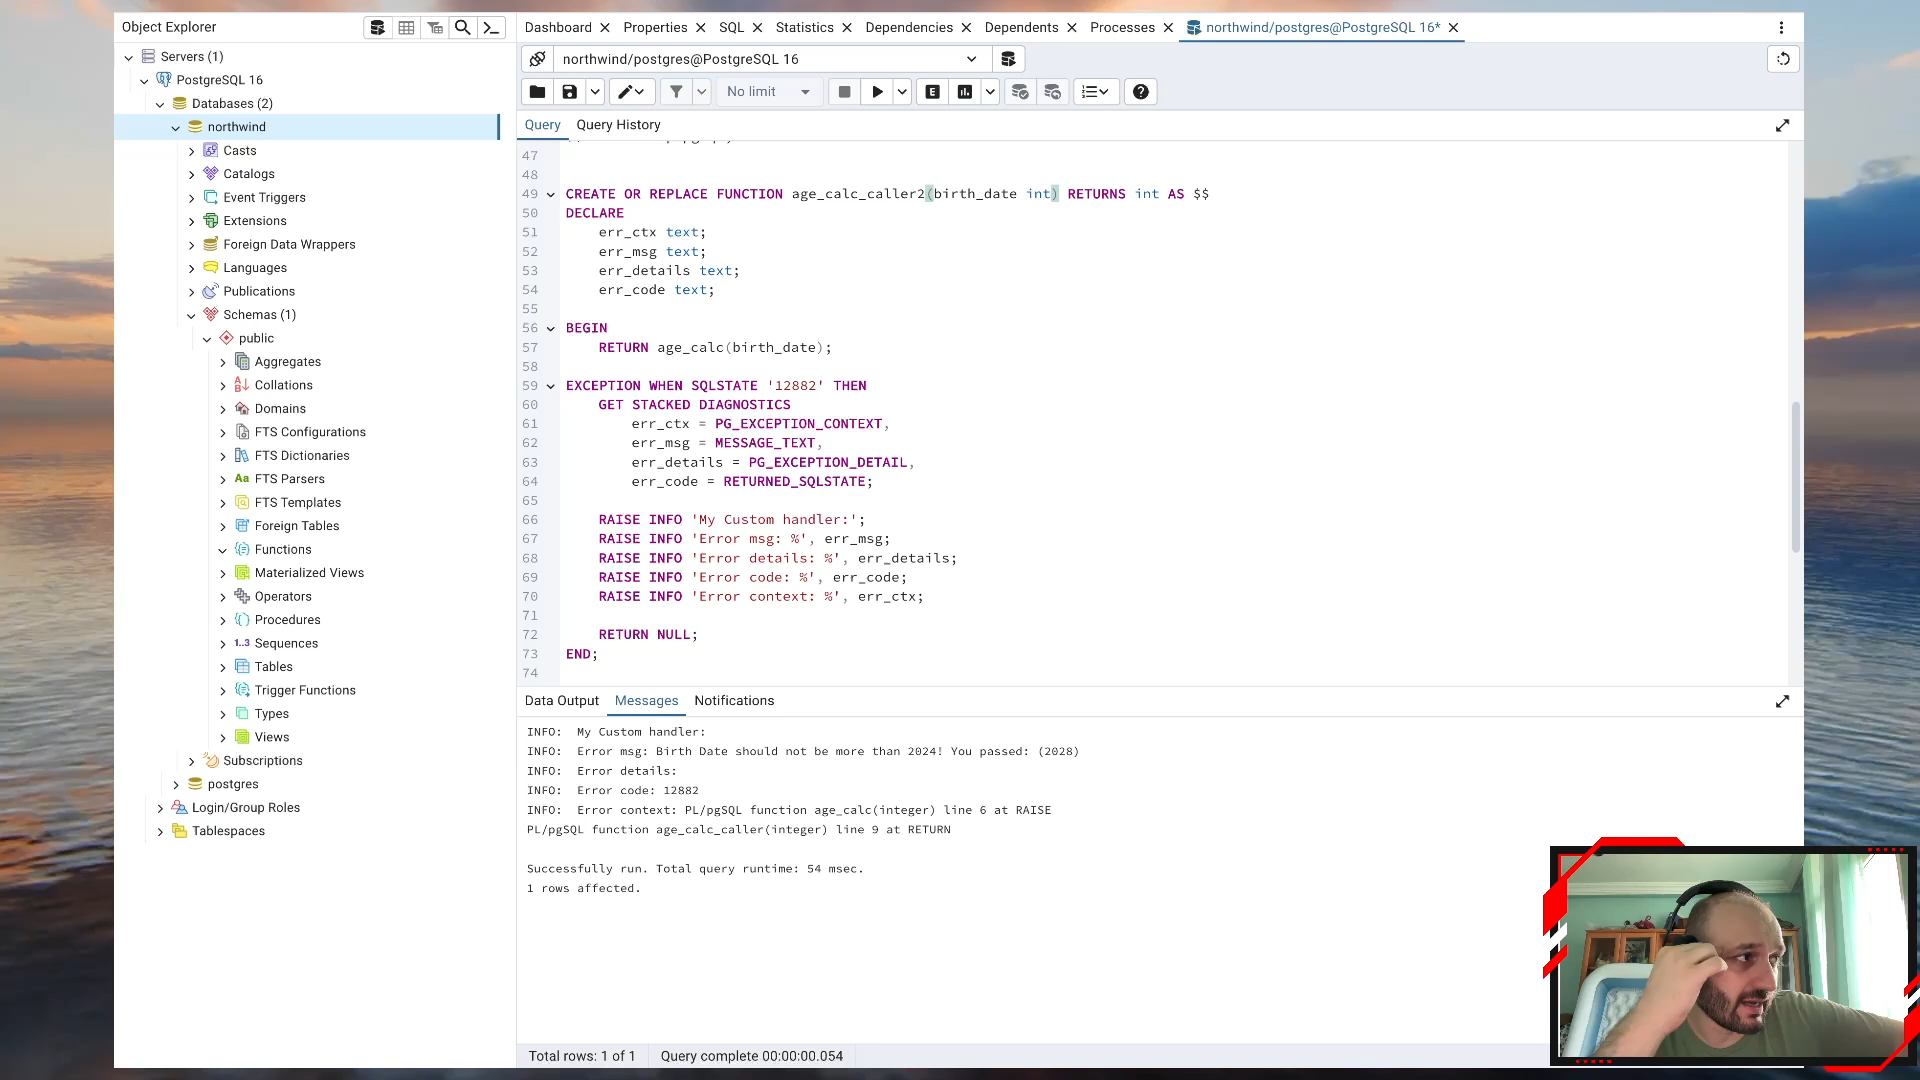 Object Explorer
Servers (1)
PostgreSQL 16
Databases (2)
northwind
Casts
Catalogs
Event Triggers
Extensions
Foreign Data Wrappers
Languages
Publications
Schemas (1)
public
Aggregates
Collations
Domains
FTS Configurations
FTS Dictionaries
FTS Parsers
FTS Templates
Foreign Tables
Functions
Materialized Views
Operators
Procedures
1..3 Sequences
Tables
Trigger Functions
Types
Views
Subscriptions
postgres
Login/Group Roles
Tablespaces
Dashboard Properties SQL Statistics Dependencies Dependents Processes northwind/postgres@PostgreSQL 16*
northwind/postgres@PostgreSQL 16
No limit
Query Query History
47
48
49 CREATE OR REPLACE FUNCTION age_calc_caller2(birth_date int) RETURNS int AS $$
50 DECLARE
51 err_ctx text;
52 err_msg text;
53 err_details text;
54 err_code text;
55
56 BEGIN
57 RETURN age_calc(birth_date);
58
59 EXCEPTION WHEN SQLSTATE '12882' THEN
60 GET STACKED DIAGNOSTICS
61 err_ctx = PG_EXCEPTION_CONTEXT,
62 err_msg = MESSAGE_TEXT,
63 err_details = PG_EXCEPTION_DETAIL,
64 err_code = RETURNED_SQLSTATE;
65
66 RAISE INFO 'My Custom handler:';
67 RAISE INFO 'Error msg: %', err_msg;
68 RAISE INFO 'Error details: %', err_details;
69 RAISE INFO 'Error code: %', err_code;
70 RAISE INFO 'Error context: %', err_ctx;
71
72 RETURN NULL;
73 END;
74
Data Output Messages Notifications
INFO: My Custom handler:
INFO: Error msg: Birth Date should not be more than 2024! You passed: (2028)
INFO: Error details:
INFO: Error code: 12882
INFO: Error context: PL/pgSQL function age_calc(integer) line 6 at RAISE
PL/pgSQL function age_calc_caller(integer) line 9 at RETURN
Successfully run. Total query runtime: 54 msec.
1 rows affected.
Total rows: 1 of 1 Query complete 00:00:00.054